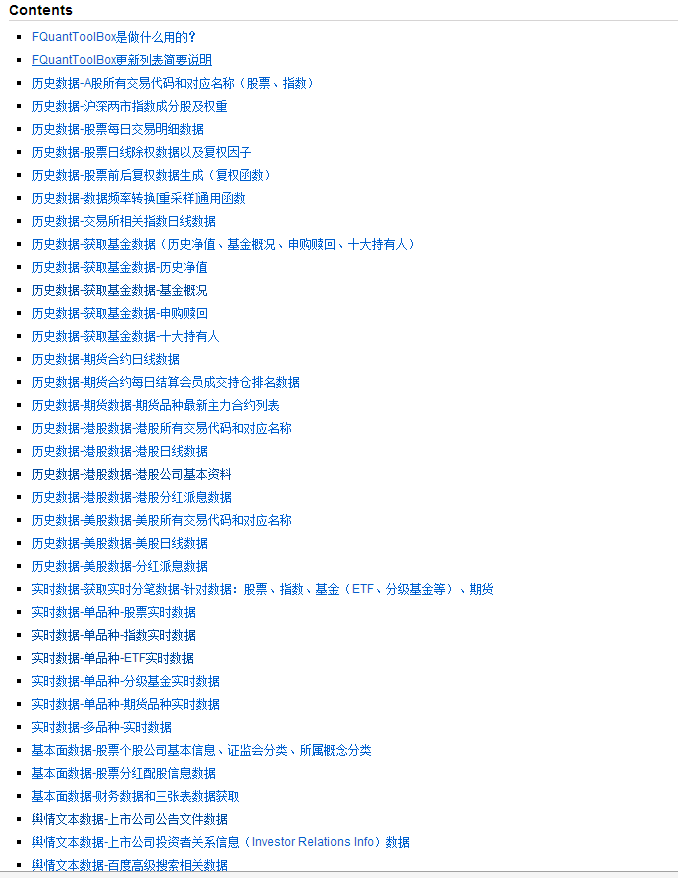 Contents
FQuantToolBox是做什么用的?
FQuantToolBox更新列表简要说明
历史数据-A股所有交易代码和对应名称（股票、指数）
历史数据-沪深两市指数成分股及权重
历史数据-股票每日交易明细数据
历史数据-股票日线除权数据以及复权因子
历史数据-股票前后复权数据生成（复权函数）
历史数据-数据频率转换[重采样]通用函数
历史数据-交易所相关指数日线数据
历史数据-获取基金数据（历史净值、基金概况、申购赎回、十大持有人）
历史数据-获取基金数据-历史净值
历史数据-获取基金数据-基金概况
历史数据-获取基金数据-申购赎回
历史数据-获取基金数据-十大持有人
历史数据-期货合约日线数据
历史数据-期货合约每日结算会员成交持仓排名数据
历史数据-期货数据-期货品种最新主力合约列表
历史数据-港股数据-港股所有交易代码和对应名称
历史数据-港股数据-港股日线数据
历史数据-港股数据-港股公司基本资料
历史数据-港股数据-港股分红派息数据
历史数据-美股数据-美股所有交易代码和对应名称
历史数据-美股数据-美股日线数据
历史数据-美股数据-分红派息数据
实时数据-获取实时分笔数据-针对数据：股票、指数、基金（ETF、分级基金等）、期货
实时数据-单品种-股票实时数据
实时数据-单品种-指数实时数据
实时数据-单品种-ETF实时数据
实时数据-单品种-分级基金实时数据
实时数据-单品种-期货品种实时数据
实时数据-多品种-实时数据
基本面数据-股票个股公司基本信息、证监会分类、所属概念分类
基本面数据-股票分红配股信息数据
基本面数据-财务数据和三张表数据获取
舆情文本数据-上市公司公告文件数据
舆情文本数据-上市公司投资者关系信息（Investor Relations Info）数据
舆情文本数据-百度高级搜索相关数据